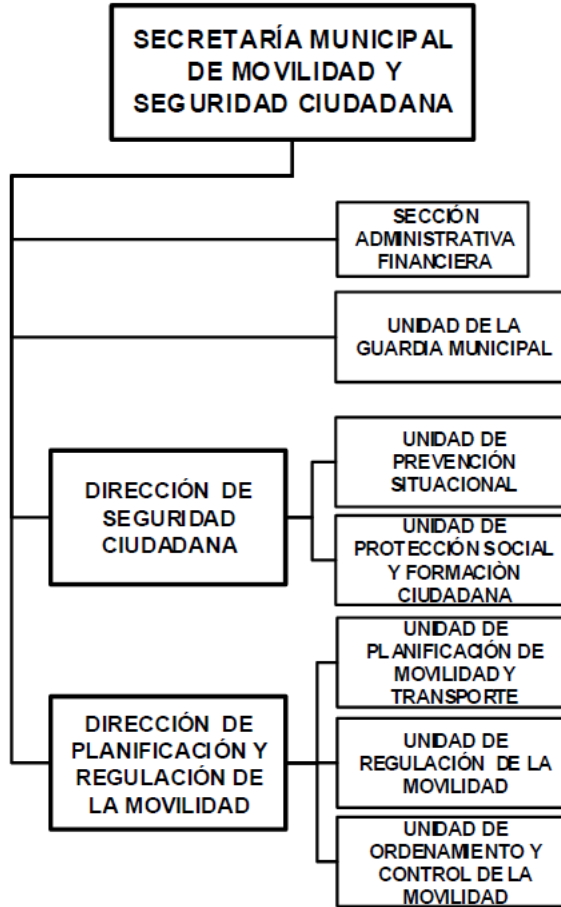 SECRETARÍA MUNICIPAL
DE MOVILIDAD Y
SEGURIDAD CIUDADANA
SECCIÓN
ADMINISTRATIVA
FINANCIERA
UNIDAD DE LA
GUARDIA MUNICIPAL
DIRECCIÓN DE
SEGURIDAD
CIUDADANA
UNIDAD DE
PREVENCIÓN
SITUACIONAL
UNIDAD DE
PROTECCIÓN SOCIAL
Y FORMACIÒN
CIUDADANA
DIRECCIÓN DE
PLANIFICACIÓN Y
REGULACIÓN DE
LA MOVILIDAD
UNIDAD DE
PLANIFICACIÓN DE
MOVILIDAD Y
TRANSPORTE
UNIDAD DE
REGULACIÓN DE LA
MOVILIDAD
UNIDAD DE
ORDENAMIENTO Y
CONTROL DE LA
MOVILIDAD